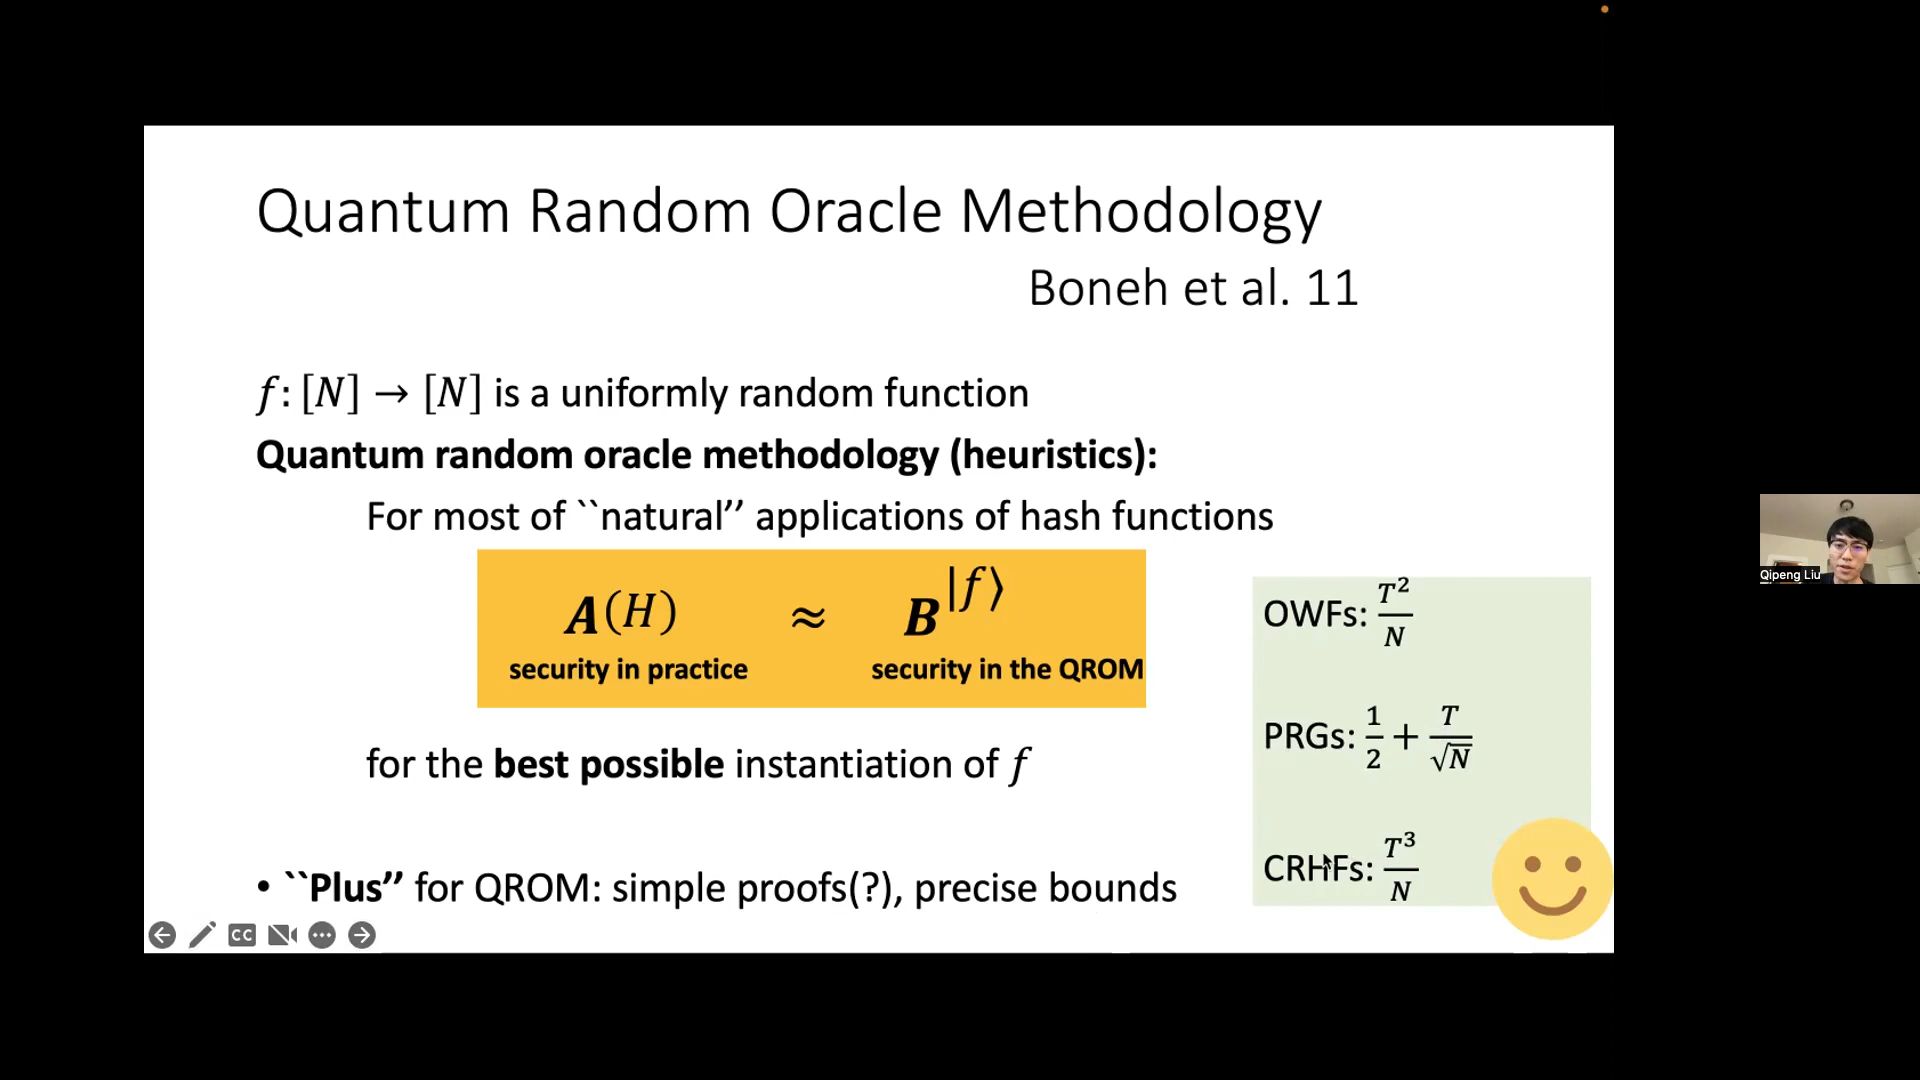 Quantum Random Oracle Methodology
Boneh et al. 11
f: [N] → [N] is a uniformly random function
Quantum random oracle methodology (heuristics):
For most of ``natural’’ applications of hash functions
A(H) ≈ B^|f⟩
security in practice security in the QROM
for the best possible instantiation of f
• ``Plus’’ for QROM: simple proofs(?), precise bounds
OWFs: T²/N
PRGs: 1/2 + T/√N
CRHFs: T³/N
CC
Qipeng Liu